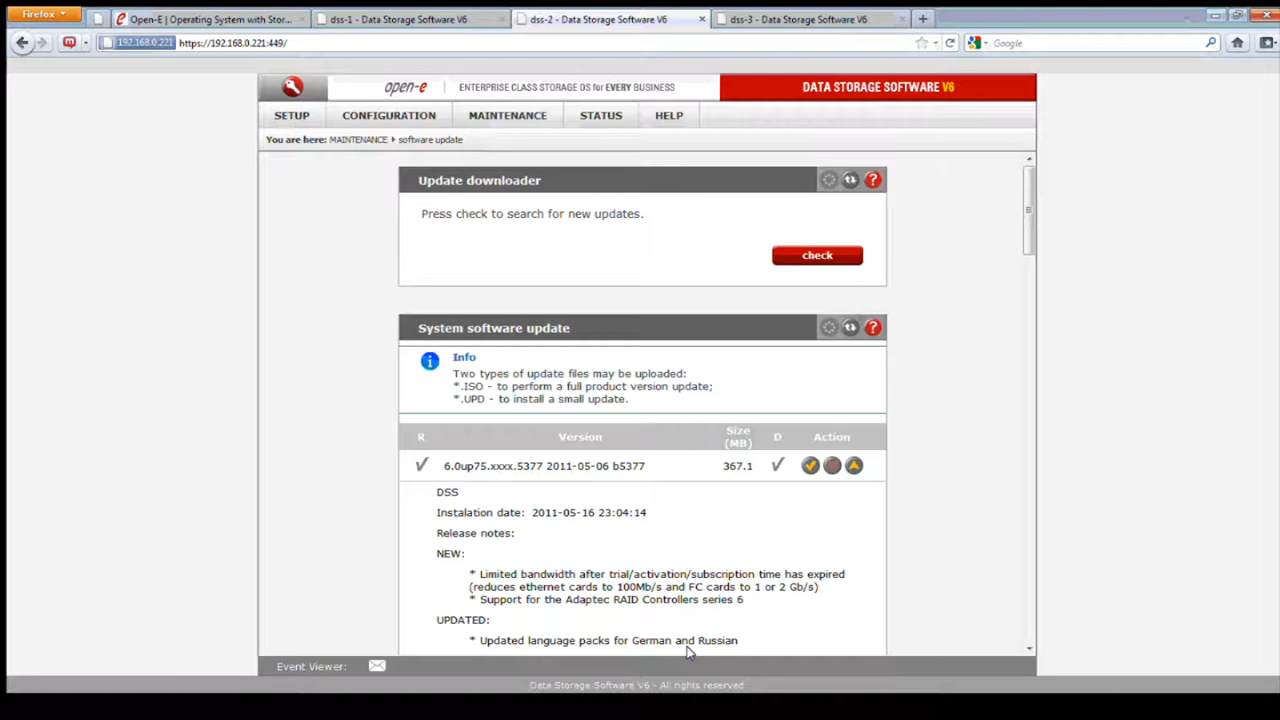 Firefox
Open-E | Operating System with Stor...
dss-1 - Data Storage Software V6
dss-2 - Data Storage Software V6
dss-3 - Data Storage Software V6
192.168.0.221 https://192.168.0.221:449/
Google
open-e ENTERPRISE CLASS STORAGE OS for EVERY BUSINESS DATA STORAGE SOFTWARE V6
SETUP CONFIGURATION MAINTENANCE STATUS HELP
You are here: MAINTENANCE software update
Update downloader
Press check to search for new updates.
check
System software update
Info
Two types of update files may be uploaded:
*.ISO - to perform a full product version update;
*.UPD - to install a small update.
R Version Size (MB) D Action
6.0up75.xxxx.5377 2011-05-06 b5377 367.1
DSS
Instalation date: 2011-05-16 23:04:14
Release notes:
NEW:
* Limited bandwidth after trial/activation/subscription time has expired
(reduces ethernet cards to 100Mb/s and FC cards to 1 or 2 Gb/s)
* Support for the Adaptec RAID Controllers series 6
UPDATED:
* Updated language packs for German and Russian
Event Viewer:
Data Storage Software V6 - All rights reserved